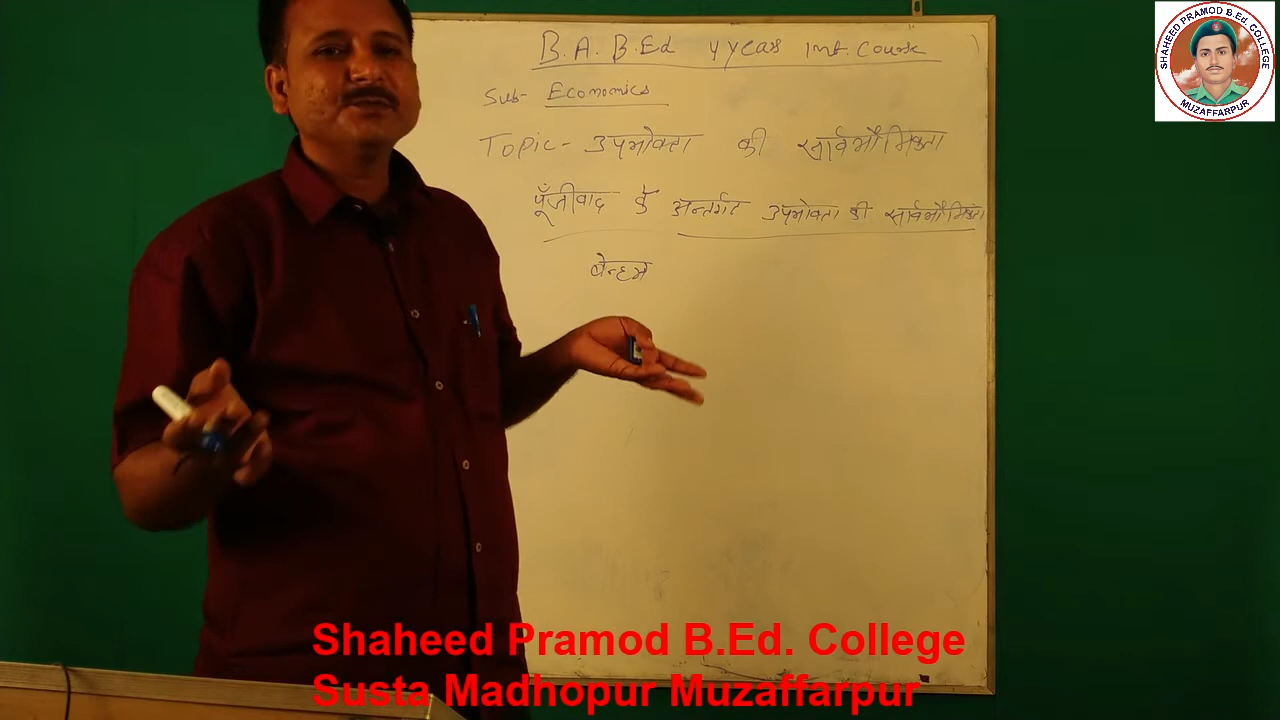 B.A. B.Ed 4 year Int. Course
Sub- Economics
Topic - उपभोक्ता की सार्वभौमिकता
पूँजीवाद के अन्तर्गत उपभोक्ता की सार्वभौमिकता
बेन्हम
SHAHEED PRAMOD B.Ed. COLLEGE
MUZAFFARPUR
Shaheed Pramod B.Ed. College
Susta Madhopur Muzaffarpur